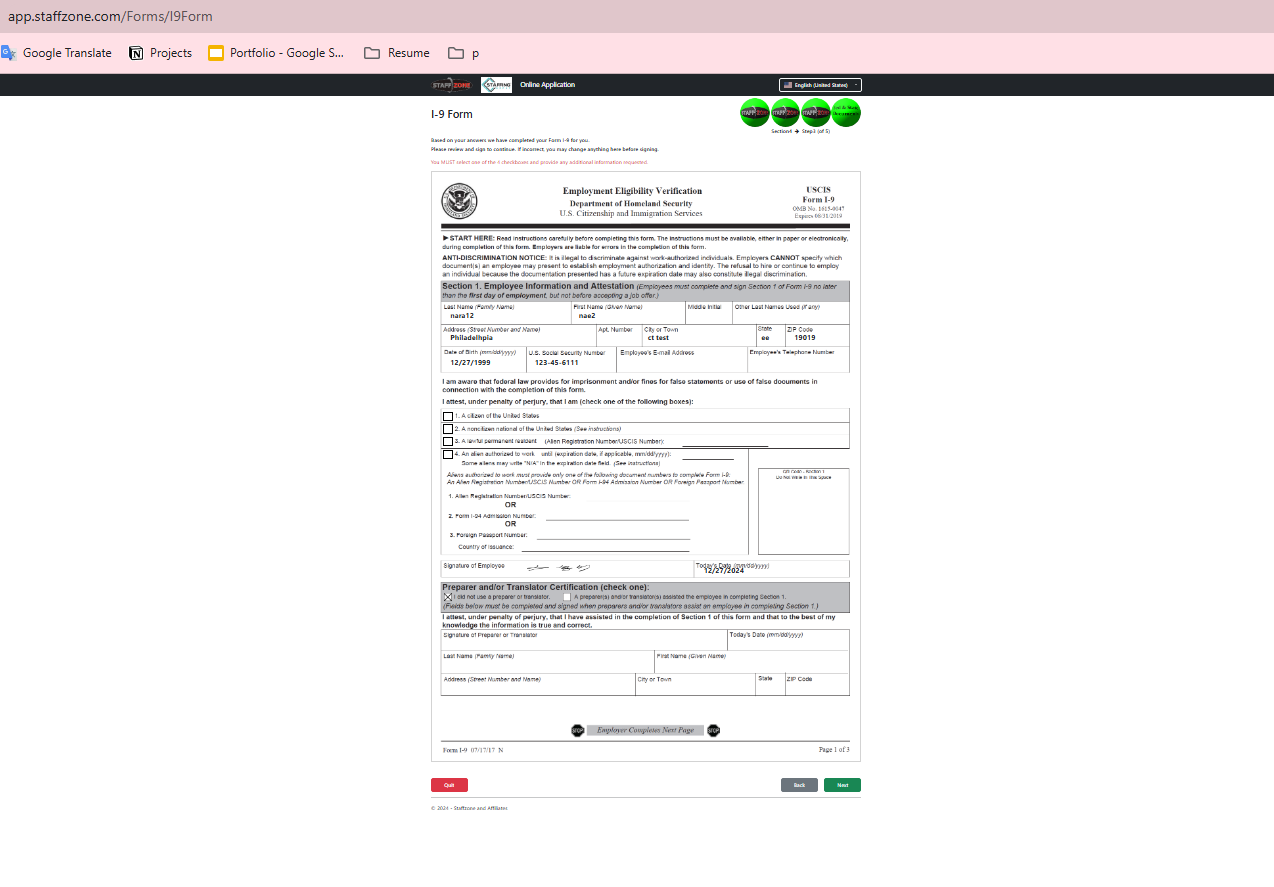 app.staffzone.com/Forms/I9Form
Google Translate Projects Portfolio - Google S... Resume p
STAFFZONE STAFFING Online Application English (United States)
I-9 Form
Section4 → Step3 (of 5)
Based on your answers we have completed your Form I-9 for you.
Please review and sign to continue. If incorrect, you may change anything here before signing.
You MUST select one of the 4 checkboxes and provide any additional information requested.
Employment Eligibility Verification
Department of Homeland Security
U.S. Citizenship and Immigration Services
USCIS
Form I-9
OMB No. 1615-0047
Expires 08/31/2019
►START HERE: Read instructions carefully before completing this form. The instructions must be available, either in paper or electronically,
during completion of this form. Employers are liable for errors in the completion of this form.
ANTI-DISCRIMINATION NOTICE: It is illegal to discriminate against work-authorized individuals. Employers CANNOT specify which
document(s) an employee may present to establish employment authorization and identity. The refusal to hire or continue to employ
an individual because the documentation presented has a future expiration date may also constitute illegal discrimination.
Section 1. Employee Information and Attestation (Employees must complete and sign Section 1 of Form I-9 no later
than the first day of employment, but not before accepting a job offer.)
Last Name (Family Name) First Name (Given Name) Middle Initial Other Last Names Used (if any)
nara12 nae2
Address (Street Number and Name) Apt. Number City or Town State ZIP Code
Philadelhpia ct test ee 19019
Date of Birth (mm/dd/yyyy) U.S. Social Security Number Employee's E-mail Address Employee's Telephone Number
12/27/1999 123-45-6111
I am aware that federal law provides for imprisonment and/or fines for false statements or use of false documents in
connection with the completion of this form.
I attest, under penalty of perjury, that I am (check one of the following boxes):
1. A citizen of the United States
2. A noncitizen national of the United States (See instructions)
3. A lawful permanent resident (Alien Registration Number/USCIS Number):
4. An alien authorized to work until (expiration date, if applicable, mm/dd/yyyy):
Some aliens may write "N/A" in the expiration date field. (See instructions)
Aliens authorized to work must provide only one of the following document numbers to complete Form I-9:
An Alien Registration Number/USCIS Number OR Form I-94 Admission Number OR Foreign Passport Number.
1. Alien Registration Number/USCIS Number:
OR
2. Form I-94 Admission Number:
OR
3. Foreign Passport Number:
Country of Issuance:
QR Code - Section 1
Do Not Write In This Space
Signature of Employee Today's Date (mm/dd/yyyy)
12/27/2024
Preparer and/or Translator Certification (check one):
I did not use a preparer or translator. A preparer(s) and/or translator(s) assisted the employee in completing Section 1.
(Fields below must be completed and signed when preparers and/or translators assist an employee in completing Section 1.)
I attest, under penalty of perjury, that I have assisted in the completion of Section 1 of this form and that to the best of my
knowledge the information is true and correct.
Signature of Preparer or Translator Today's Date (mm/dd/yyyy)
Last Name (Family Name) First Name (Given Name)
Address (Street Number and Name) City or Town State ZIP Code
STOP Employer Completes Next Page STOP
Form I-9 07/17/17 N Page 1 of 3
Quit Back Next
© 2024 - Staffzone and Affiliates